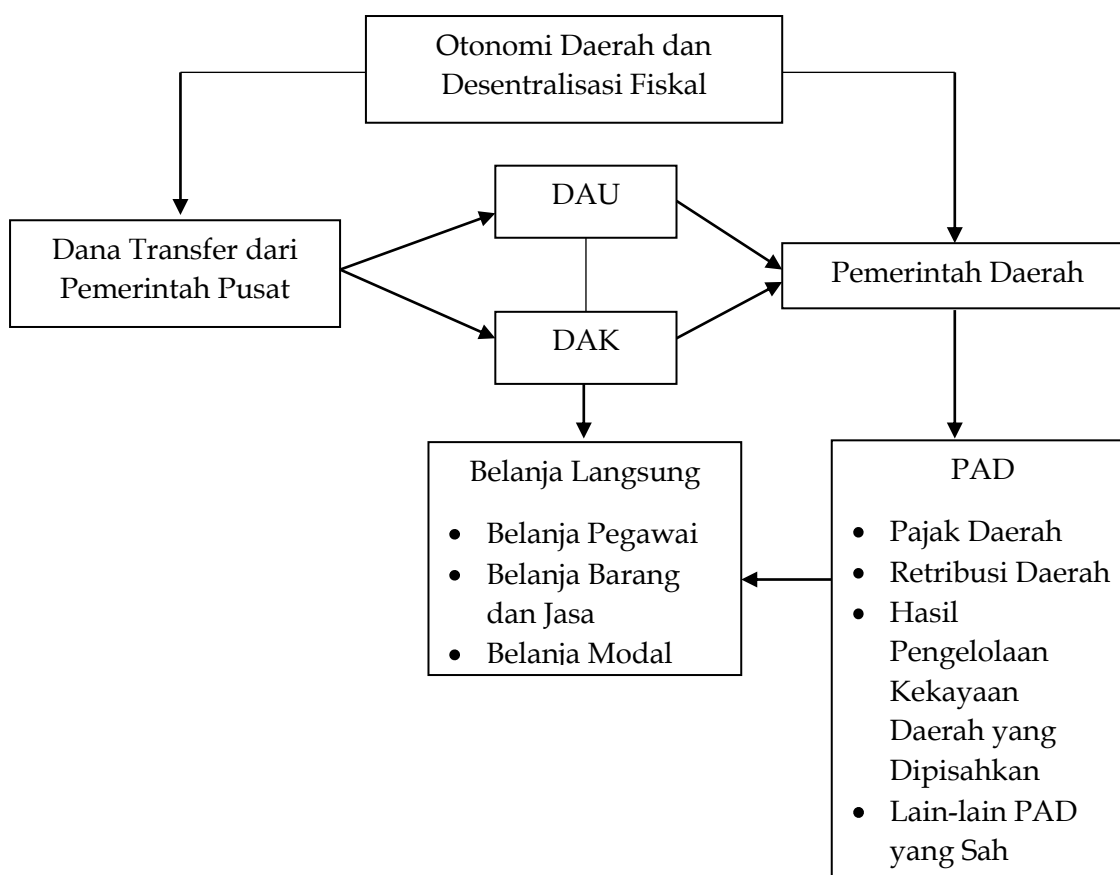 Otonomi Daerah dan
Desentralisasi Fiskal
DAU
Dana Transfer dari
Pemerintah Pusat
Pemerintah Daerah
DAK
Belanja Langsung
• Belanja Pegawai
• Belanja Barang
dan Jasa
• Belanja Modal
PAD
• Pajak Daerah
• Retribusi Daerah
• Hasil
Pengelolaan
Kekayaan
Daerah yang
Dipisahkan
• Lain-lain PAD
yang Sah